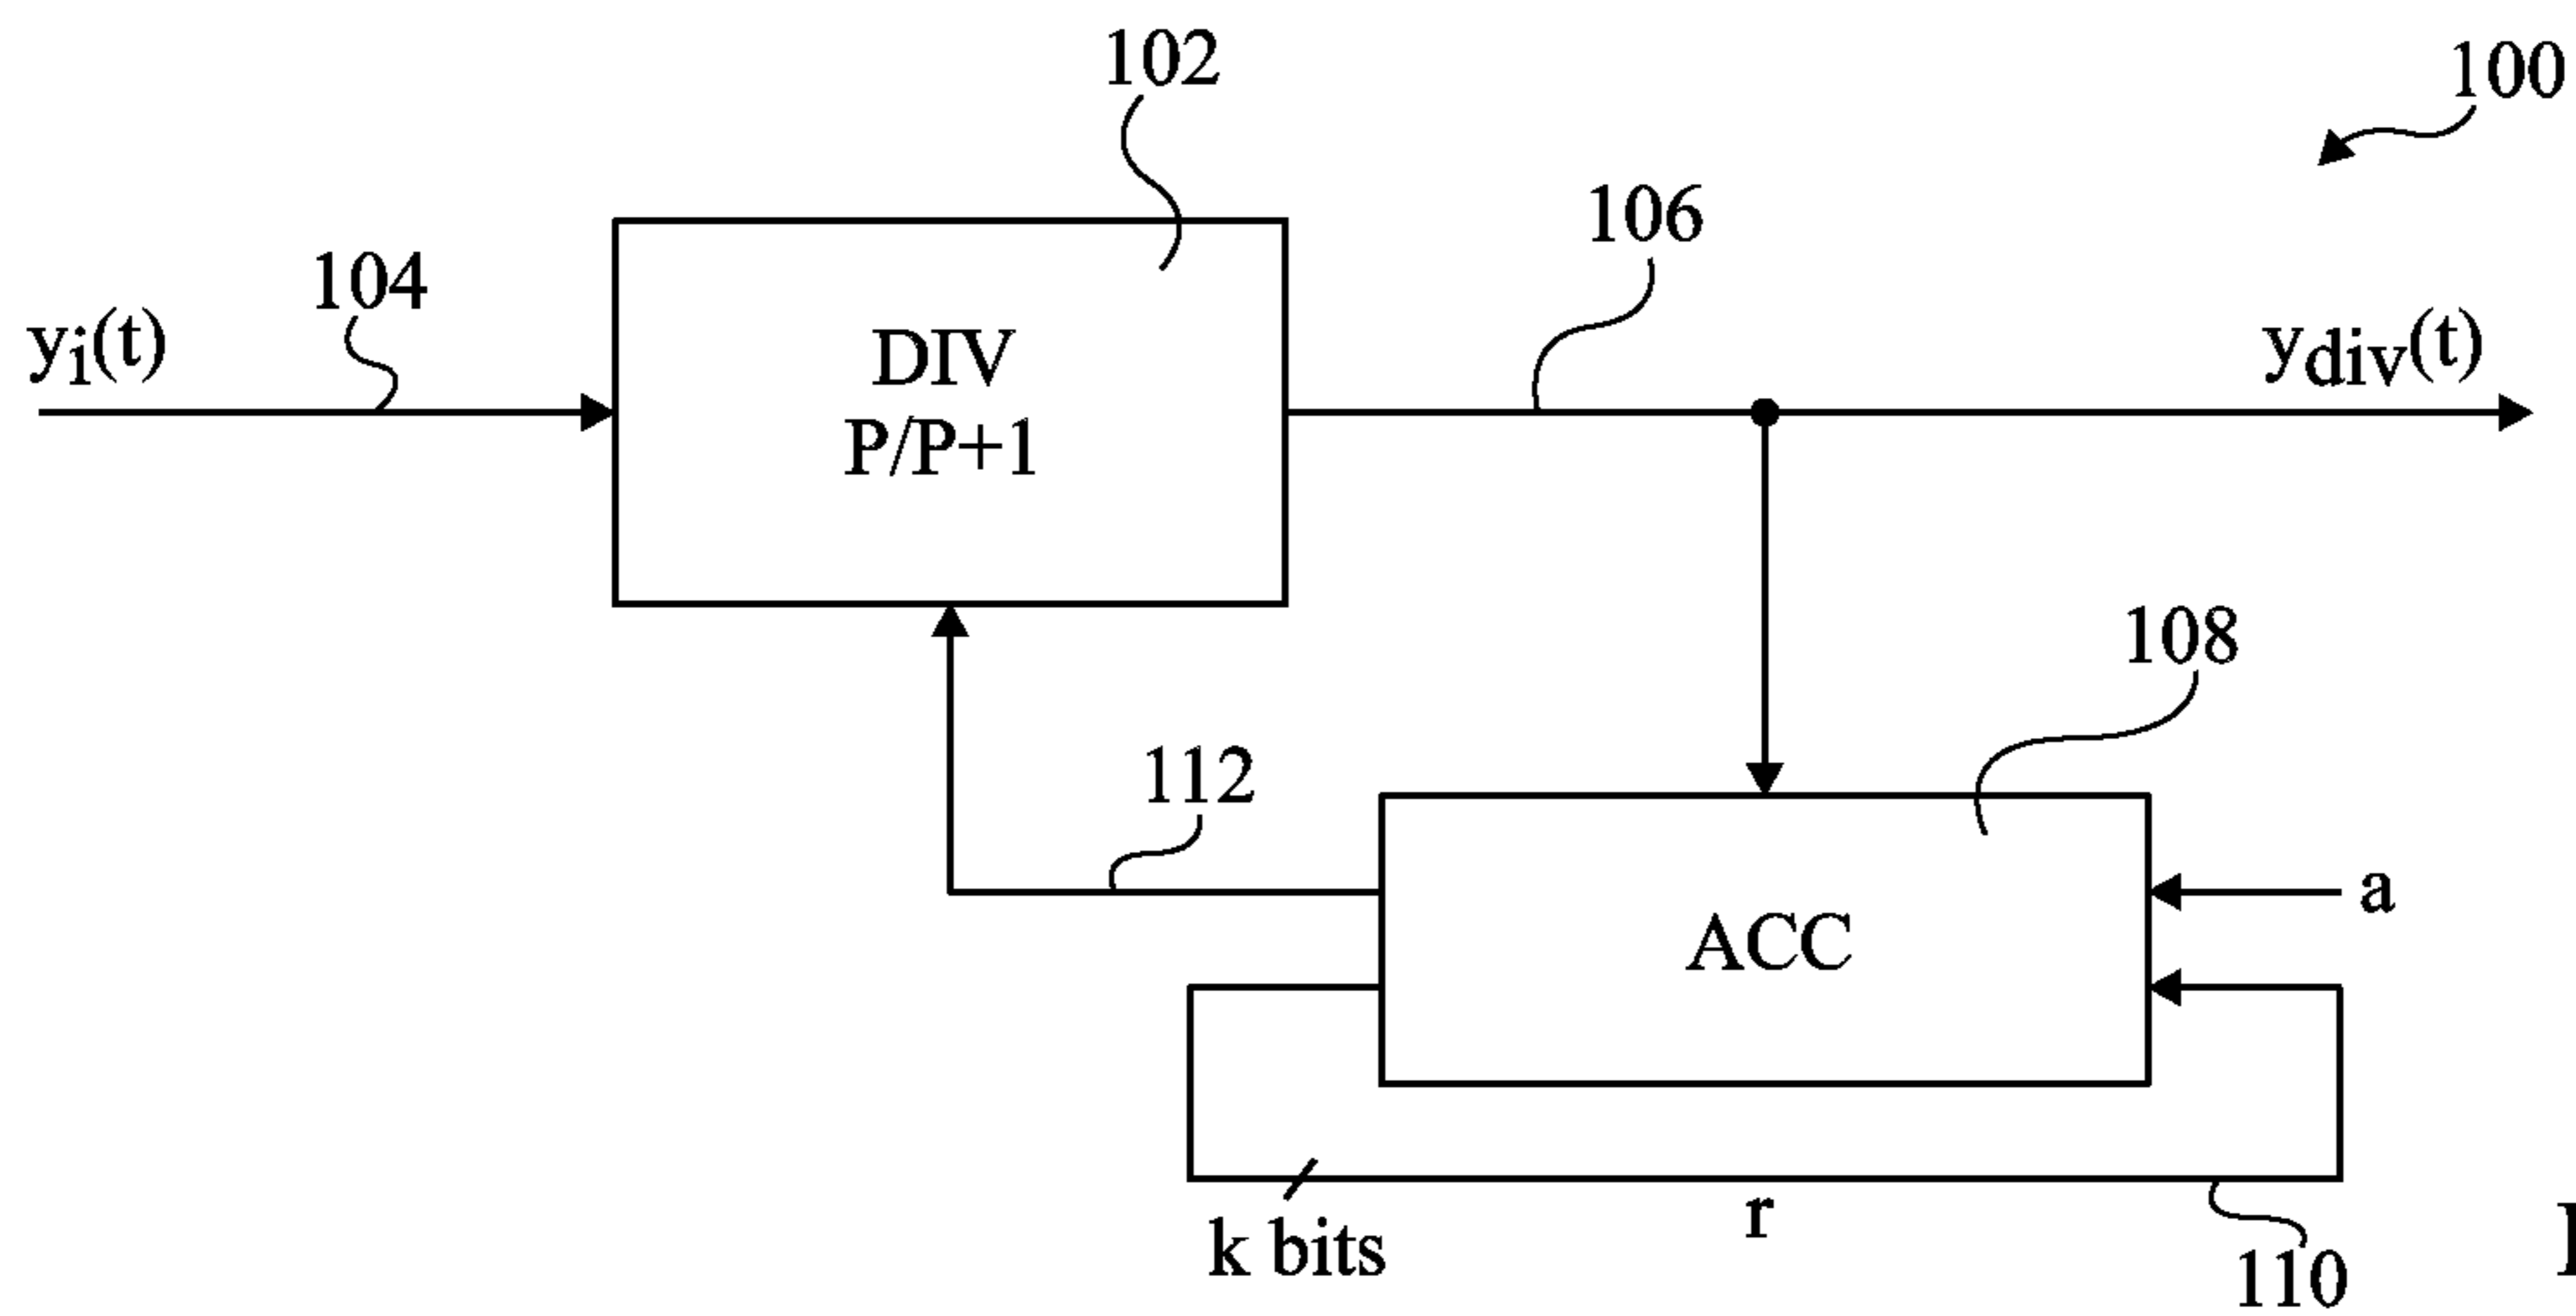 102
100
106
104
yi(t)
DIV
P/P+1
ydiv(t)
108
112
a
ACC
k bits
r
110